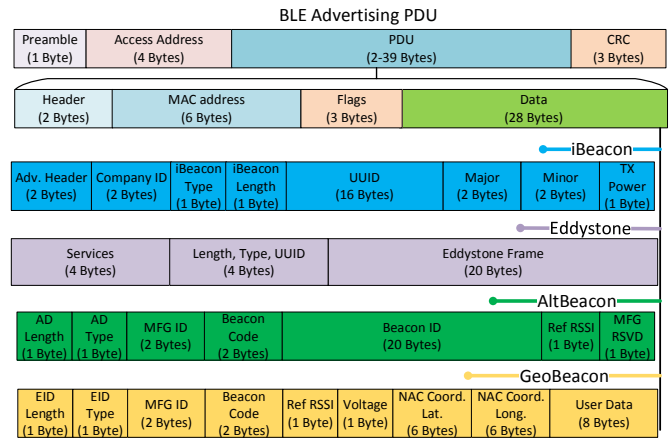 BLE Advertising PDU
Preamble Access Address PDU CRC
(1 Byte) (4 Bytes) (2-39 Bytes) (3 Bytes)
Header MAC address Flags Data
(2 Bytes) (6 Bytes) (3 Bytes) (28 Bytes)
iBeacon
Adv. Header Company ID iBeacon Type iBeacon Length UUID Major Minor TX Power
(2 Bytes) (2 Bytes) (1 Byte) (1 Byte) (16 Bytes) (2 Bytes) (2 Bytes) (1 Byte)
Eddystone
Services Length, Type, UUID Eddystone Frame
(4 Bytes) (4 Bytes) (20 Bytes)
AltBeacon
AD Length AD Type MFG ID Beacon Code Beacon ID Ref RSSI MFG RSVD
(1 Byte) (1 Byte) (2 Bytes) (2 Bytes) (20 Bytes) (1 Byte) (1 Byte)
GeoBeacon
EID Length EID Type MFG ID Beacon Code Ref RSSI Voltage NAC Coord. Lat. NAC Coord. Long. User Data
(1 Byte) (1 Byte) (2 Bytes) (2 Bytes) (1 Byte) (1 Byte) (6 Bytes) (6 Bytes) (8 Bytes)